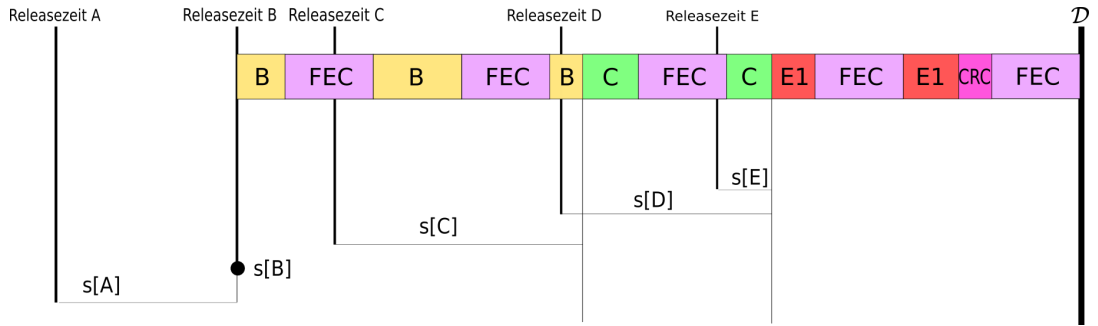 Releasezeit A
Releasezeit B
Releasezeit C
Releasezeit D
Releasezeit E
𝒟
B
FEC
B
FEC
B
C
FEC
C
E1
FEC
E1
CRC
FEC
s[E]
s[D]
s[C]
s[B]
s[A]